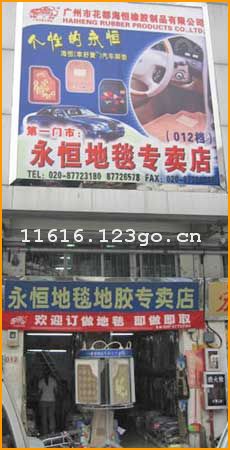 广州市花都海恒橡胶制品有限公司
HAIHENG RUBBER PRODUCTS CO.,LTD.
个性的永恒
第一门市:
(012档)
永恒地毯专卖店
TEL: 020-87723180 87726578 FAX: 020-
11616.123go.cn
永恒地毯地胶专卖店
欢迎订做地毯 即做即取